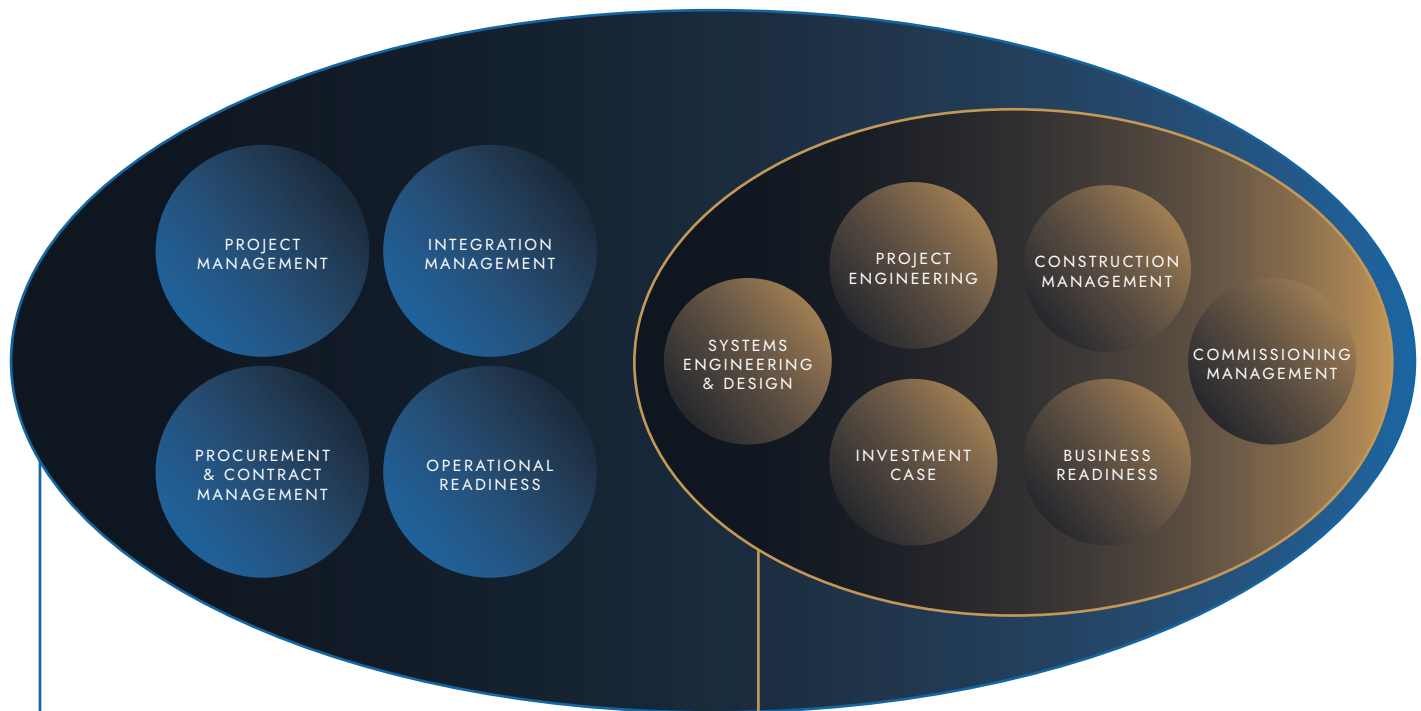 PROJECT
MANAGEMENT
INTEGRATION
MANAGEMENT
PROCUREMENT
& CONTRACT
MANAGEMENT
OPERATIONAL
READINESS
SYSTEMS
ENGINEERING
& DESIGN
PROJECT
ENGINEERING
CONSTRUCTION
MANAGEMENT
INVESTMENT
CASE
BUSINESS
READINESS
COMMISSIONING
MANAGEMENT